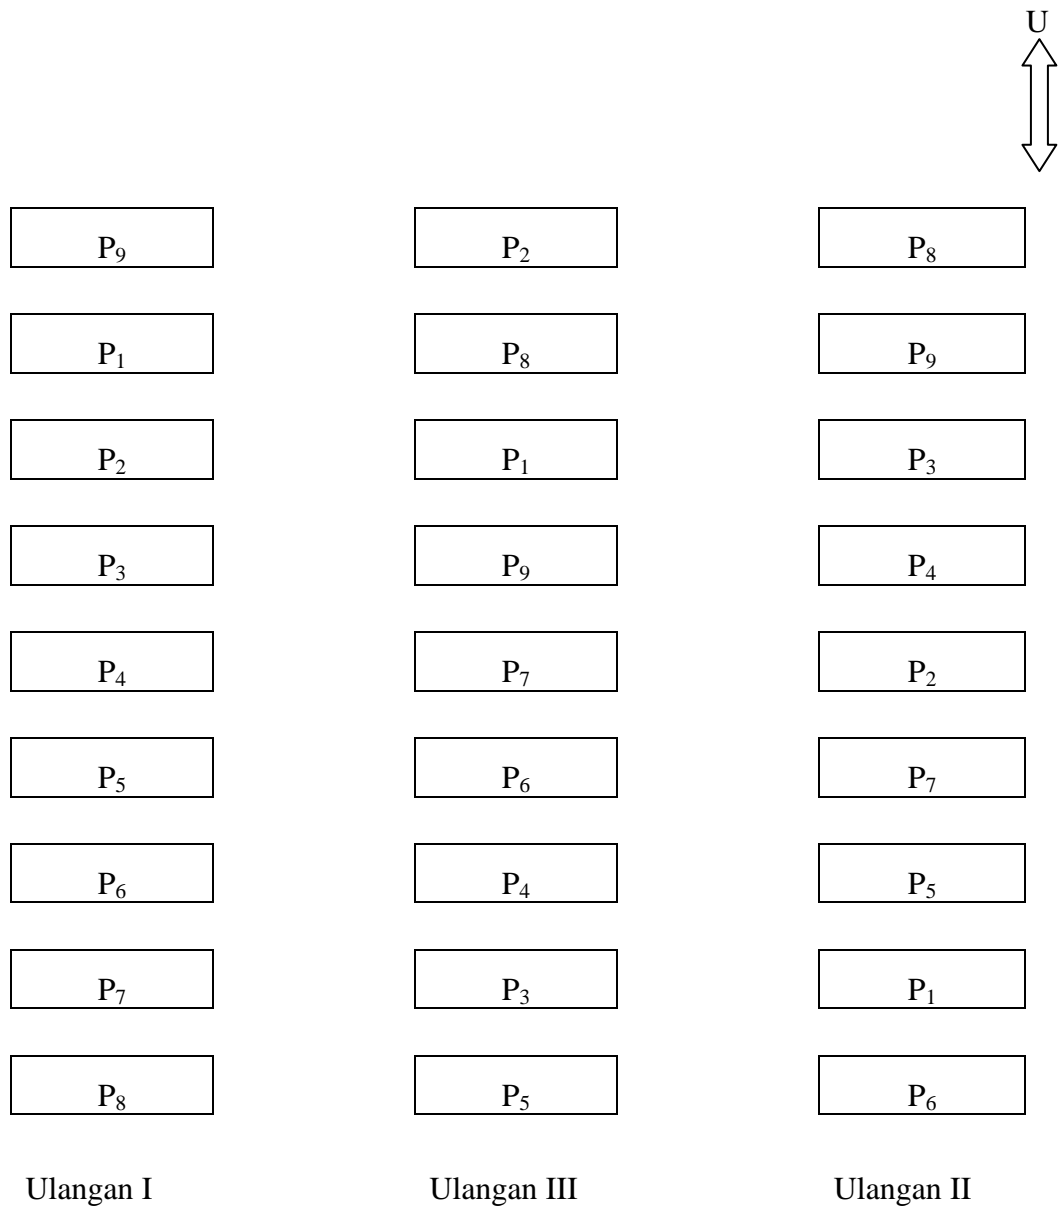 U
P₉ P₂ P₈
P₁ P₈ P₉
P₂ P₁ P₃
P₃ P₉ P₄
P₄ P₇ P₂
P₅ P₆ P₇
P₆ P₄ P₅
P₇ P₃ P₁
P₈ P₅ P₆
Ulangan I Ulangan III Ulangan II